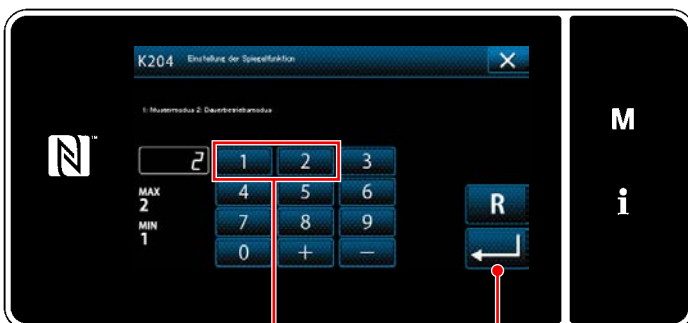 K204 Einstellung der Spiegelfunktion
1: Mustermodus 2: Dauerbetriebsmodus
M
2 1 2 3
MAX 4 5 6
2
MIN 7 8 9
1
0 + −
R
i
N™